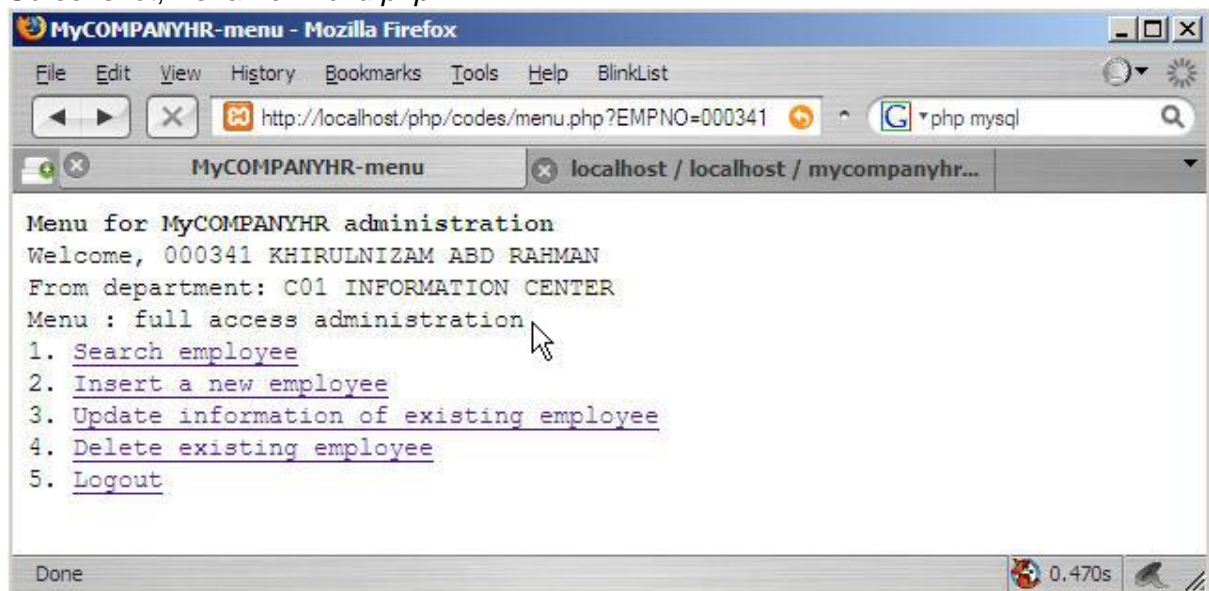 MyCOMPANYHR-menu - Mozilla Firefox
File Edit View History Bookmarks Tools Help BlinkList
http://localhost/php/codes/menu.php?EMPNO=000341 G php mysql
MyCOMPANYHR-menu localhost / localhost / mycompanyhr...
Menu for MyCOMPANYHR administration
Welcome, 000341 KHIRULNIZAM ABD RAHMAN
From department: C01 INFORMATION CENTER
Menu : full access administration
1. Search employee
2. Insert a new employee
3. Update information of existing employee
4. Delete existing employee
5. Logout
Done 0.470s